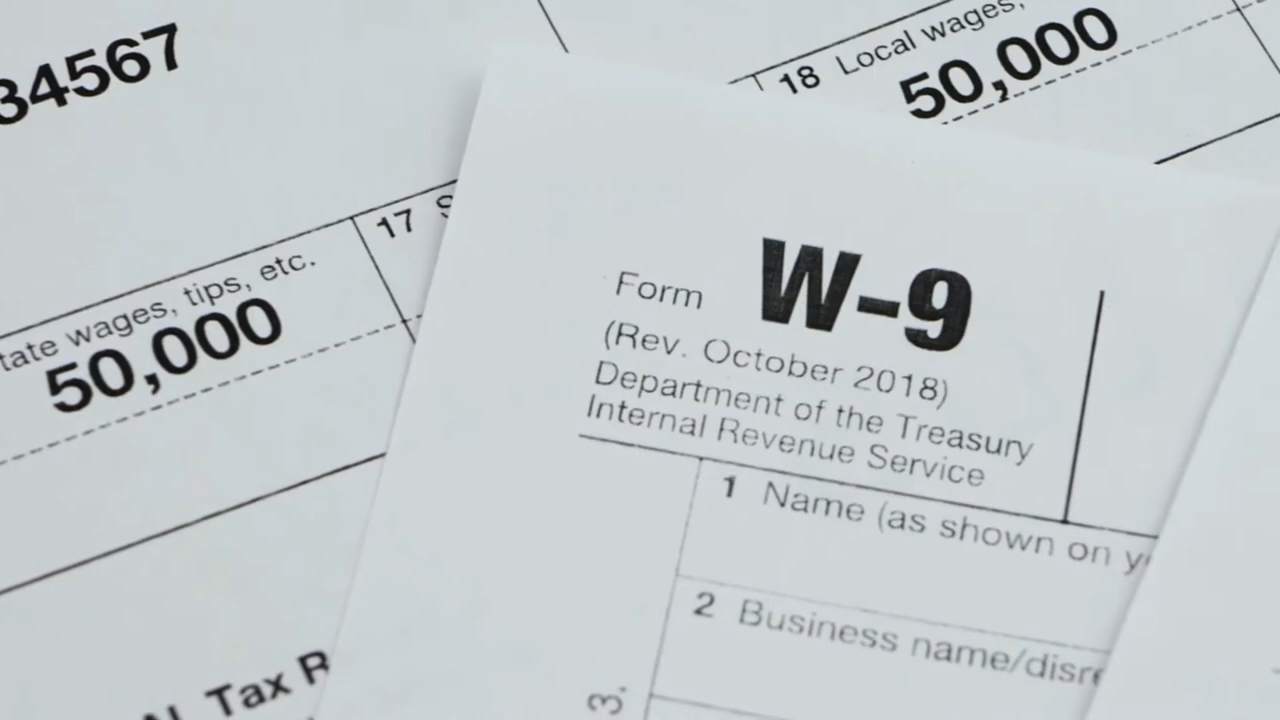 34567
18 Local wages,
50,000
17
tate wages, tips, etc.
50,000
Form W-9
(Rev. October 2018)
Department of the Treasury
Internal Revenue Service
1 Name (as shown on y
2 Business name/disre
3.
Tax R